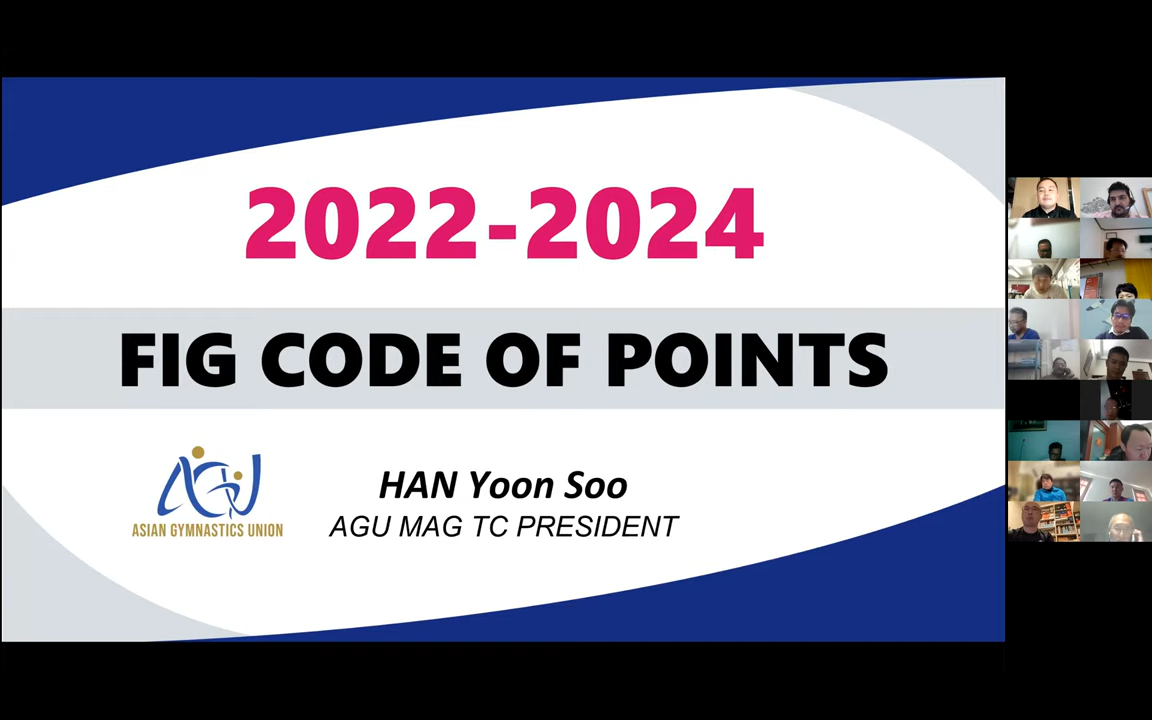 2022-2024
FIG CODE OF POINTS
ASIAN GYMNASTICS UNION
HAN Yoon Soo
AGU MAG TC PRESIDENT